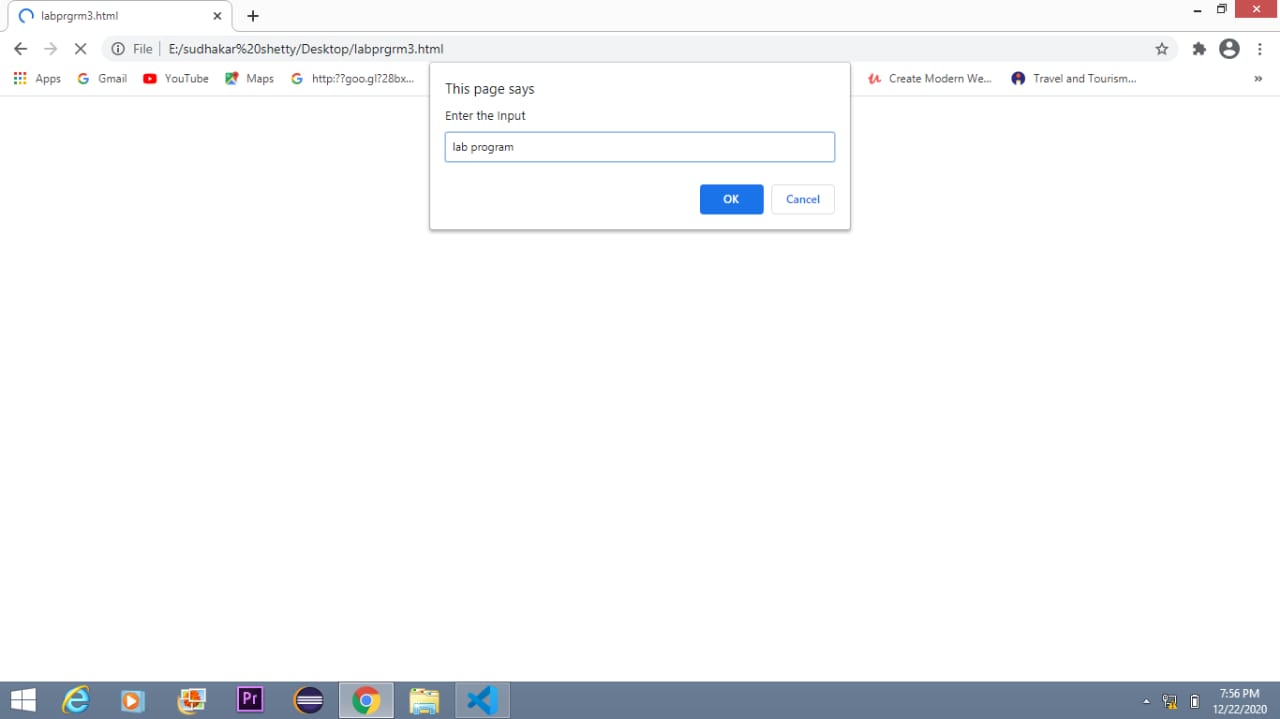 labprgrm3.html
File E:/sudhakar%20shetty/Desktop/labprgrm3.html
Apps Gmail YouTube Maps http:??goo.gl?28bx... Create Modern We... Travel and Tourism... »
This page says
Enter the Input
lab program
OK Cancel
Pr
7:56 PM
12/22/2020